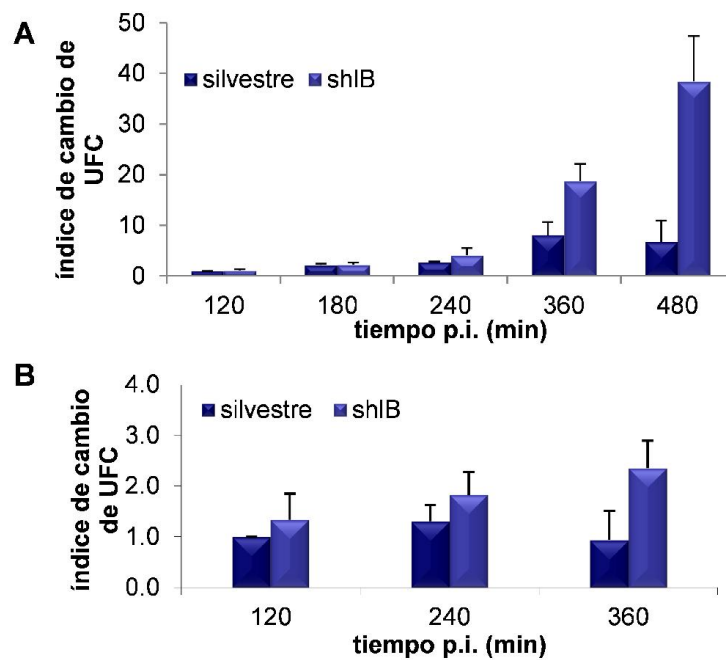 A
índice de cambio de
UFC
50
40
30
20
10
0
silvestre shIB
120 180 240 360 480
tiempo p.i. (min)
B
índice de cambio
de UFC
4.0
3.0
2.0
1.0
0.0
silvestre shIB
120 240 360
tiempo p.i. (min)